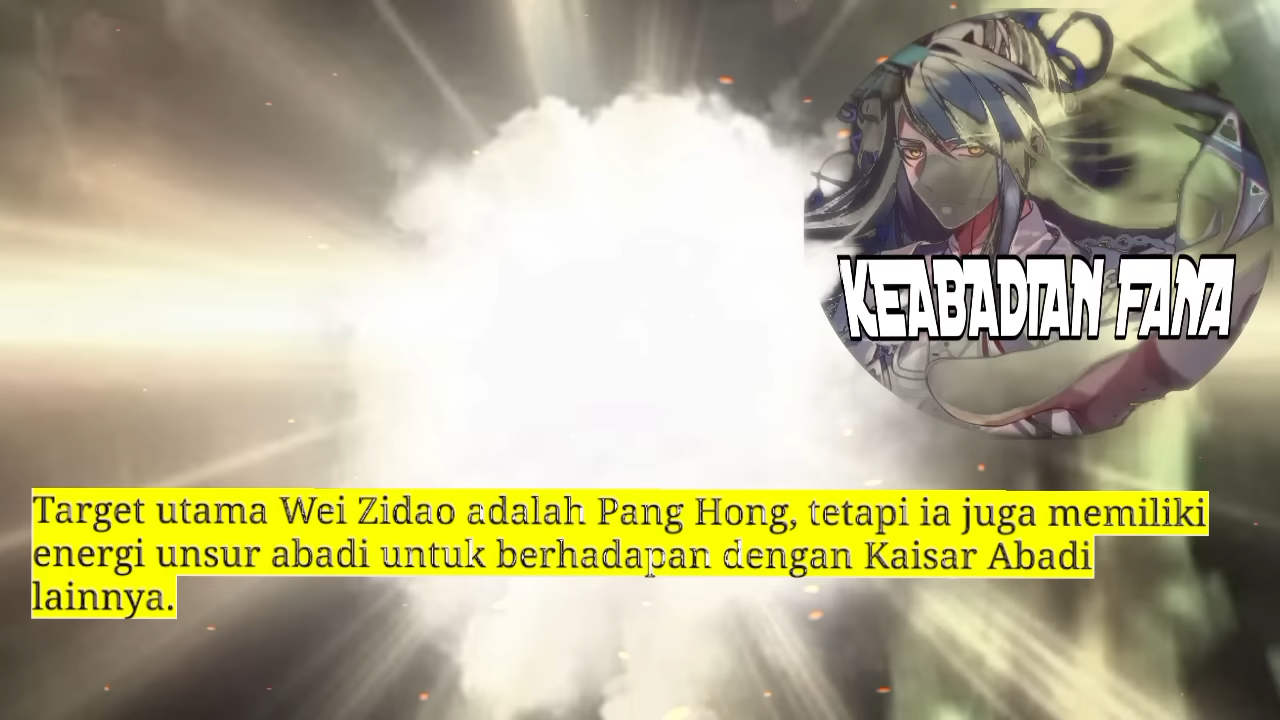 KEABADIAN FANA
Target utama Wei Zidao adalah Pang Hong, tetapi ia juga memiliki
energi unsur abadi untuk berhadapan dengan Kaisar Abadi
lainnya.